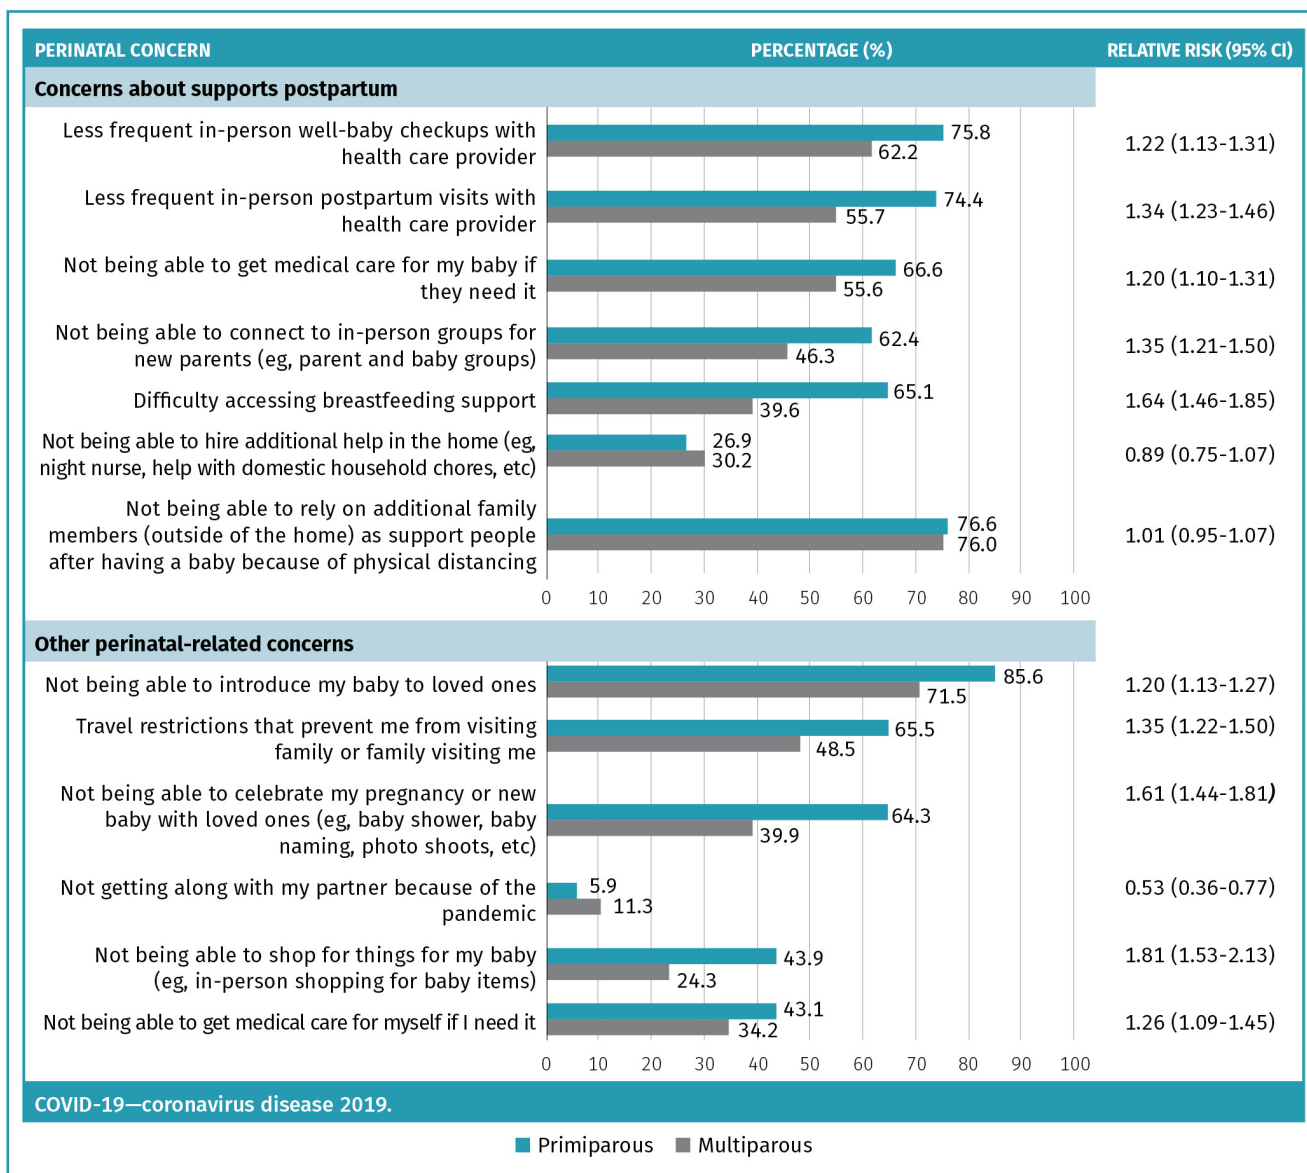 PERINATAL CONCERN PERCENTAGE (%) RELATIVE RISK (95% CI)
Concerns about supports postpartum
Less frequent in-person well-baby checkups with
health care provider
75.8
62.2
1.22 (1.13-1.31)
Less frequent in-person postpartum visits with
health care provider
74.4
55.7
1.34 (1.23-1.46)
Not being able to get medical care for my baby if
they need it
66.6
55.6
1.20 (1.10-1.31)
Not being able to connect to in-person groups for
new parents (eg, parent and baby groups)
62.4
46.3
1.35 (1.21-1.50)
Difficulty accessing breastfeeding support
65.1
39.6
1.64 (1.46-1.85)
Not being able to hire additional help in the home (eg,
night nurse, help with domestic household chores, etc)
26.9
30.2
0.89 (0.75-1.07)
Not being able to rely on additional family
members (outside of the home) as support people
after having a baby because of physical distancing
76.6
76.0
1.01 (0.95-1.07)
0 10 20 30 40 50 60 70 80 90 100
Other perinatal-related concerns
Not being able to introduce my baby to loved ones
85.6
71.5
1.20 (1.13-1.27)
Travel restrictions that prevent me from visiting
family or family visiting me
65.5
48.5
1.35 (1.22-1.50)
Not being able to celebrate my pregnancy or new
baby with loved ones (eg, baby shower, baby
naming, photo shoots, etc)
64.3
39.9
1.61 (1.44-1.81)
Not getting along with my partner because of the
pandemic
5.9
11.3
0.53 (0.36-0.77)
Not being able to shop for things for my baby
(eg, in-person shopping for baby items)
43.9
24.3
1.81 (1.53-2.13)
Not being able to get medical care for myself if I need it
43.1
34.2
1.26 (1.09-1.45)
0 10 20 30 40 50 60 70 80 90 100
COVID-19—coronavirus disease 2019.
Primiparous Multiparous